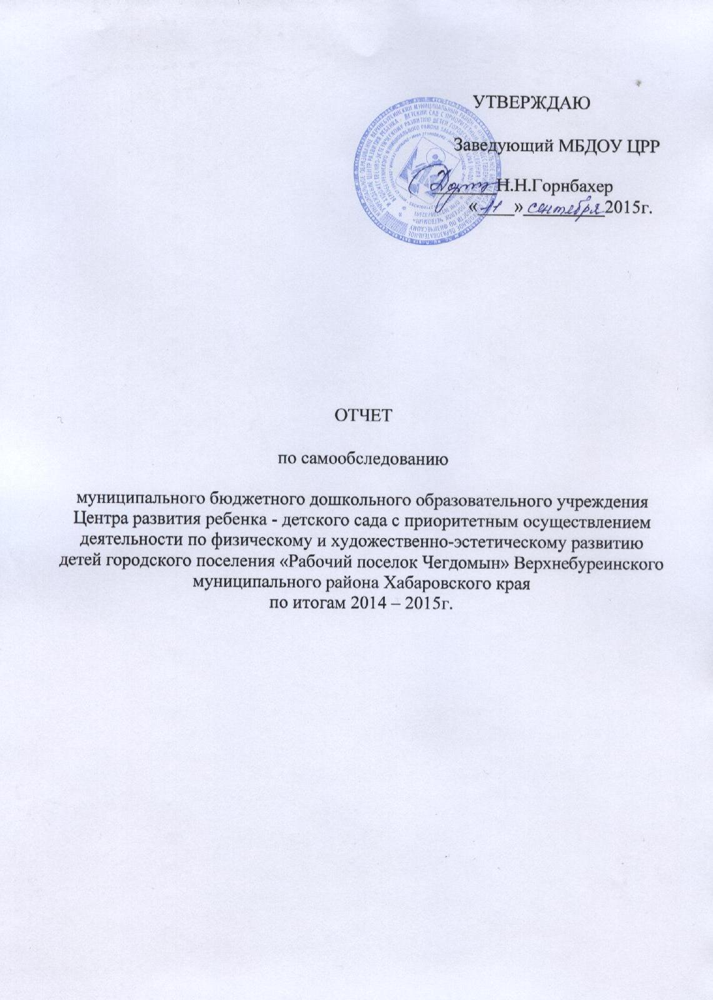 УТВЕРЖДАЮ
Заведующий МБДОУ ЦРР
Н.Н.Горнбахер
«11» сентября 2015г.
ОТЧЕТ
по самообследованию
муниципального бюджетного дошкольного образовательного учреждения
Центра развития ребенка - детского сада с приоритетным осуществлением
деятельности по физическому и художественно-эстетическому развитию
детей городского поселения «Рабочий поселок Чегдомын» Верхнебуреинского
муниципального района Хабаровского края
по итогам 2014 – 2015г.